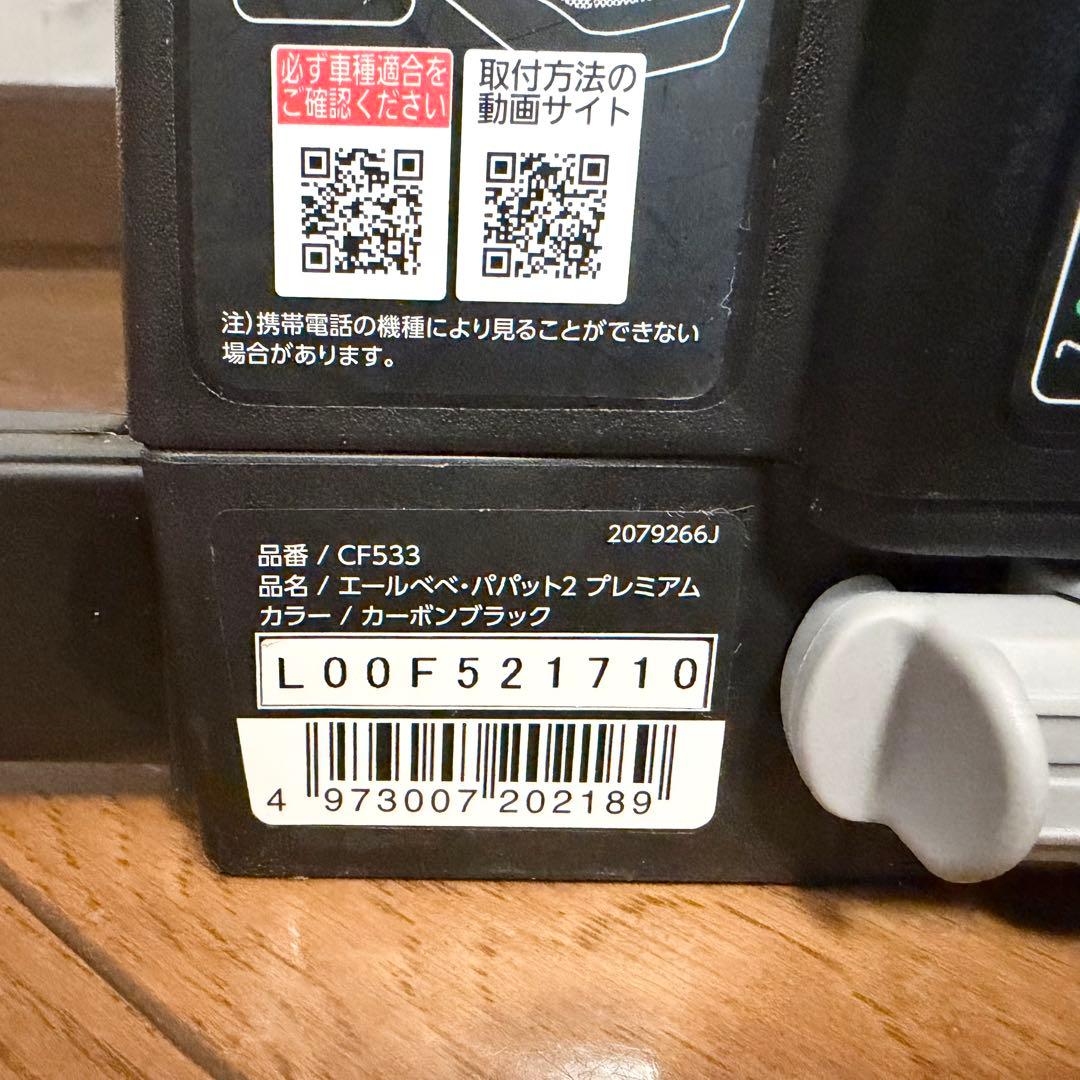 必ず車種適合を
ご確認ください
取付方法の
動画サイト
注)携帯電話の機種により見ることができない
場合があります。
2079266J
品番 / CF533
品名 / エールベベ・パパット2 プレミアム
カラー / カーボンブラック
L00F521710
4 973007 202189